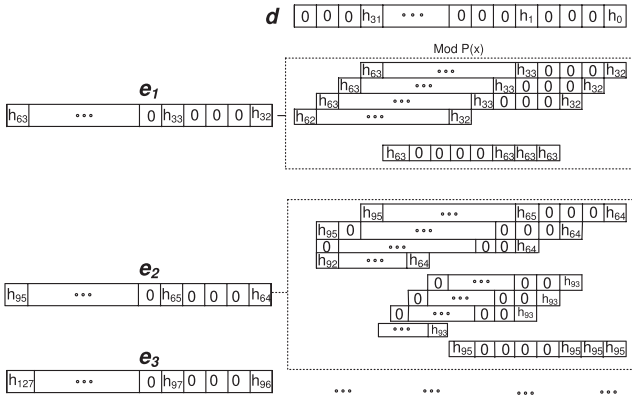 d 0 0 0 h31 ∘∘∘ 0 0 0 h1 0 0 0 h0
Mod P(x)
h63 ∘∘∘ h33 0 0 0 h32
h63 ∘∘∘ h33 0 0 0 h32
h63 ∘∘∘ h33 0 0 0 h32
h62 ∘∘∘ h32
h63 0 0 0 0 h63 h63 h63
e1
h63 ∘∘∘ 0 h33 0 0 0 h32
h95 ∘∘∘ h65 0 0 0 h64
h95 0 ∘∘∘ 0 0 0 h64
0 ∘∘∘ 0 0 h64
h92 ∘∘∘ h64
0 ∘∘∘ 0 0 h93
0 ∘∘∘ 0 0 h93
0 ∘∘∘ 0 0 h93
∘∘∘ h93
h95 0 0 0 0 h95 h95 h95
e2
h95 ∘∘∘ 0 h65 0 0 0 h64
e3
h127 ∘∘∘ 0 h97 0 0 0 h96
∘∘∘ ∘∘∘ ∘∘∘ ∘∘∘